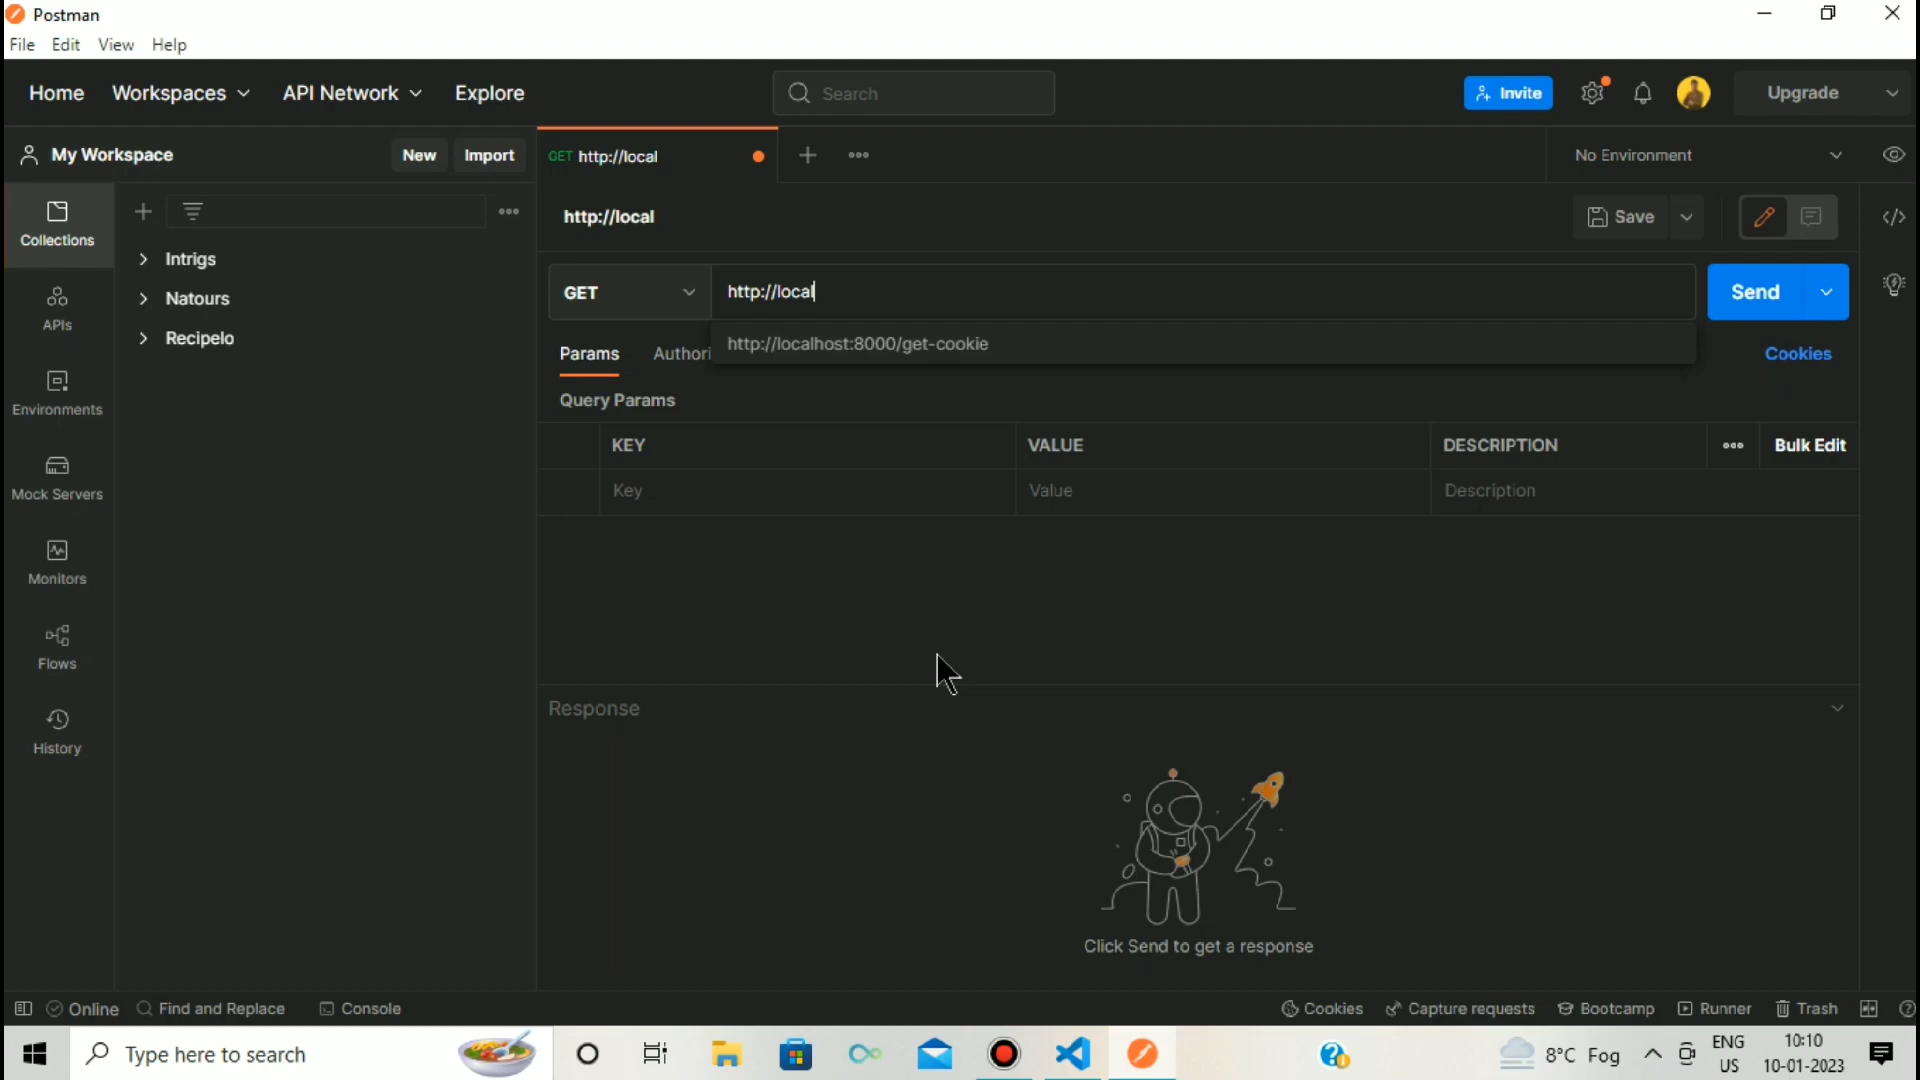 Postman
File Edit View Help
Home Workspaces API Network Explore
Search
Invite
Upgrade
My Workspace
New
Import
GET http://local
No Environment
Collections
APIs
Environments
Mock Servers
Monitors
Flows
History
Intrigs
Natours
Recipelo
http://local
Save
GET
http://local
Send
http://localhost:8000/get-cookie
Params
Authori
Cookies
Query Params
KEY VALUE DESCRIPTION Bulk Edit
Key Value Description
Response
Click Send to get a response
Online Find and Replace Console
Cookies Capture requests Bootcamp Runner Trash
Type here to search
8°C Fog
ENG
US
10:10
10-01-2023